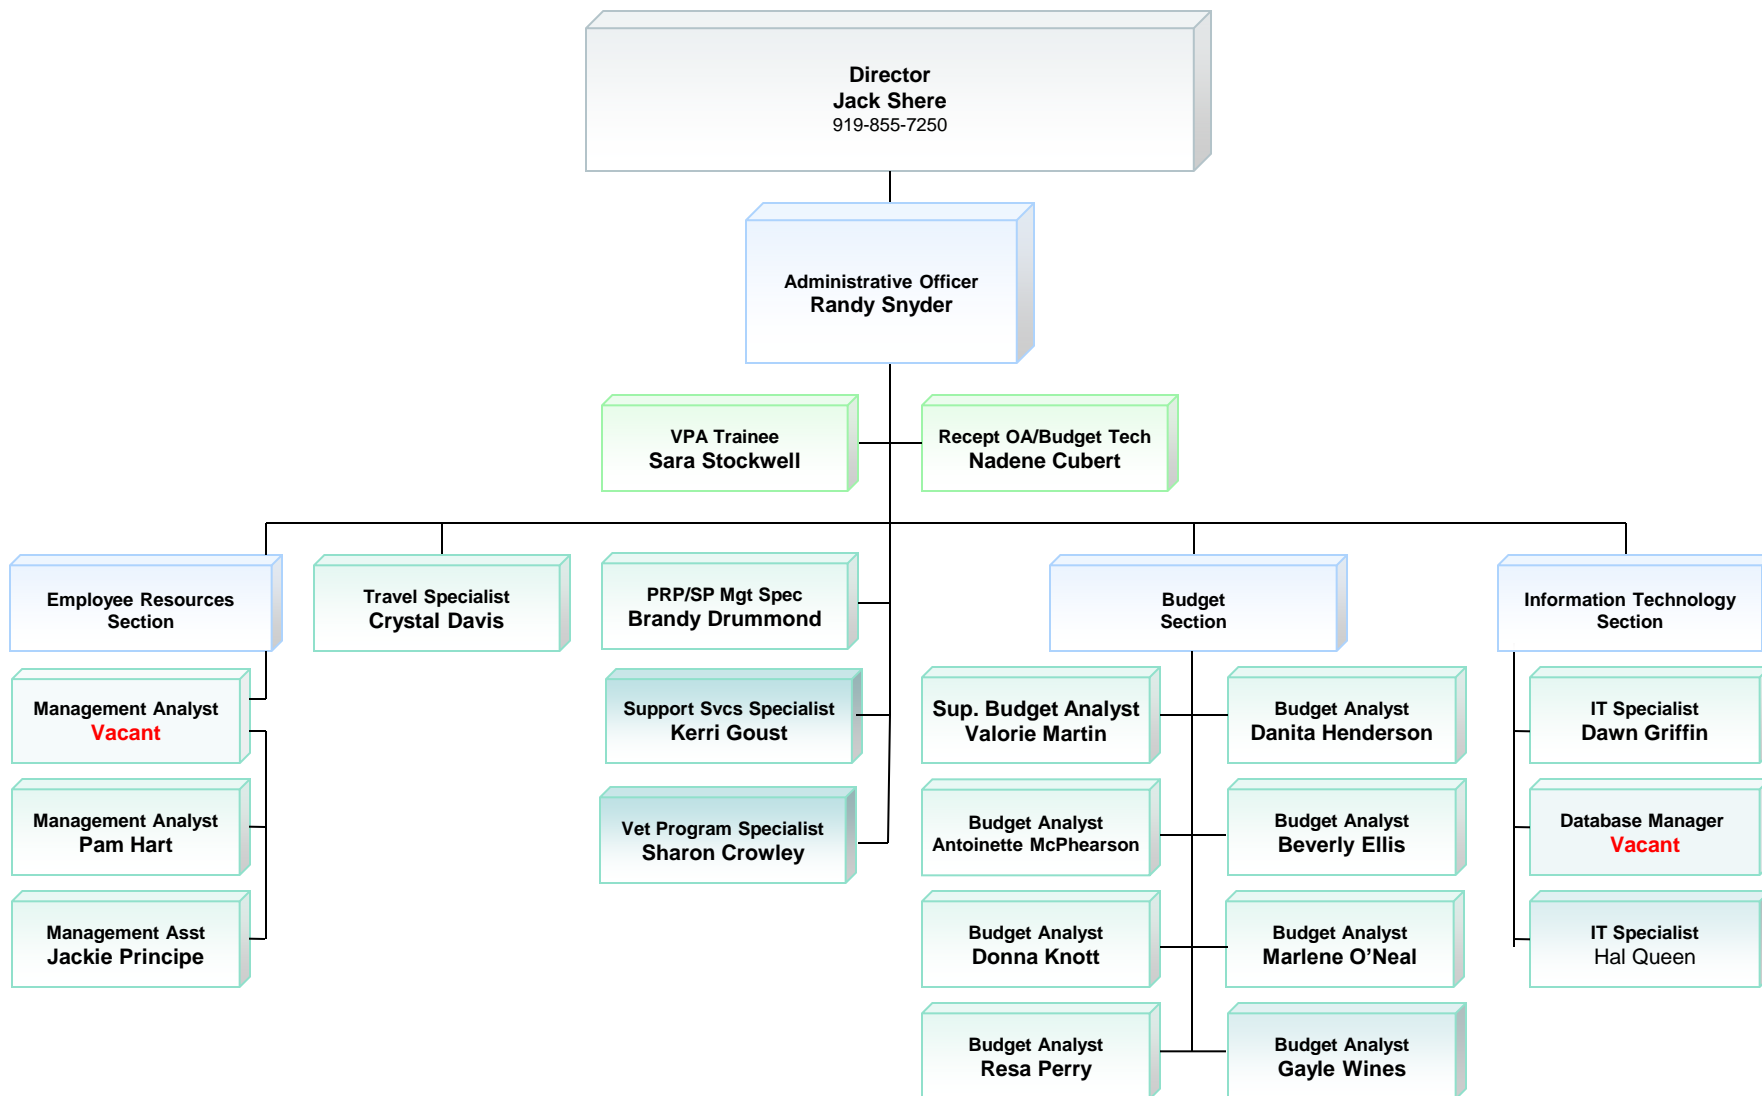 Director
Jack Shere
919-855-7250
Administrative Officer
Randy Snyder
VPA Trainee
Sara Stockwell
Recept OA/Budget Tech
Nadene Cubert
Employee Resources
Section
Travel Specialist
Crystal Davis
PRP/SP Mgt Spec
Brandy Drummond
Budget
Section
Information Technology
Section
Management Analyst
Vacant
Support Svcs Specialist
Kerri Goust
Sup. Budget Analyst
Valorie Martin
Budget Analyst
Danita Henderson
IT Specialist
Dawn Griffin
Management Analyst
Pam Hart
Vet Program Specialist
Sharon Crowley
Budget Analyst
Antoinette McPhearson
Budget Analyst
Beverly Ellis
Database Manager
Vacant
Management Asst
Jackie Principe
Budget Analyst
Donna Knott
Budget Analyst
Marlene O’Neal
IT Specialist
Hal Queen
Budget Analyst
Resa Perry
Budget Analyst
Gayle Wines